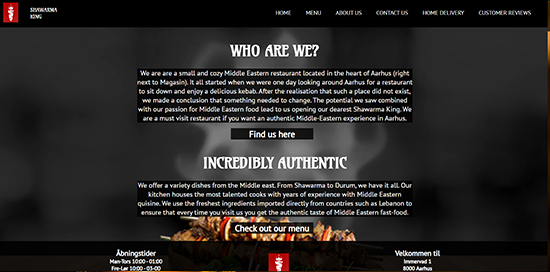 SHAWARMA
KING
HOME MENU ABOUT US CONTACT US HOME DELIVERY CUSTOMER REVIEWS
WHO ARE WE?
We are are a small and cozy Middle Eastern restaurant located in the heart of Aarhus (right
next to Magasin). It all started when we were one day looking around Aarhus for a restaurant
to sit down and enjoy a delicious kebab. After the realisation that such a place did not exist,
we made a conclusion that something needed to change. The potential we saw combined
with our passion for Middle Eastern food lead to us opening our dearest Shawarma King. We
are a must visit restaurant if you want an authentic Middle-Eastern experience in Aarhus.
Find us here
INCREDIBLY AUTHENTIC
We offer a variety dishes from the Middle east. From Shawarma to Durum, we have it all. Our
kitchen houses the most talented cooks with years of experience with Middle Eastern
quisine. We use the freshest ingredients imported directly from countries such as Lebanon to
ensure that every time you visit us you get the authentic taste of Middle Eastern fast-food.
Check out our menu
Åbningstider
Man-Tors 10:00 - 01:00
Fre-Lør 10:00 - 03:00
Velkommen til
Immervad 1
8000 Aarhus